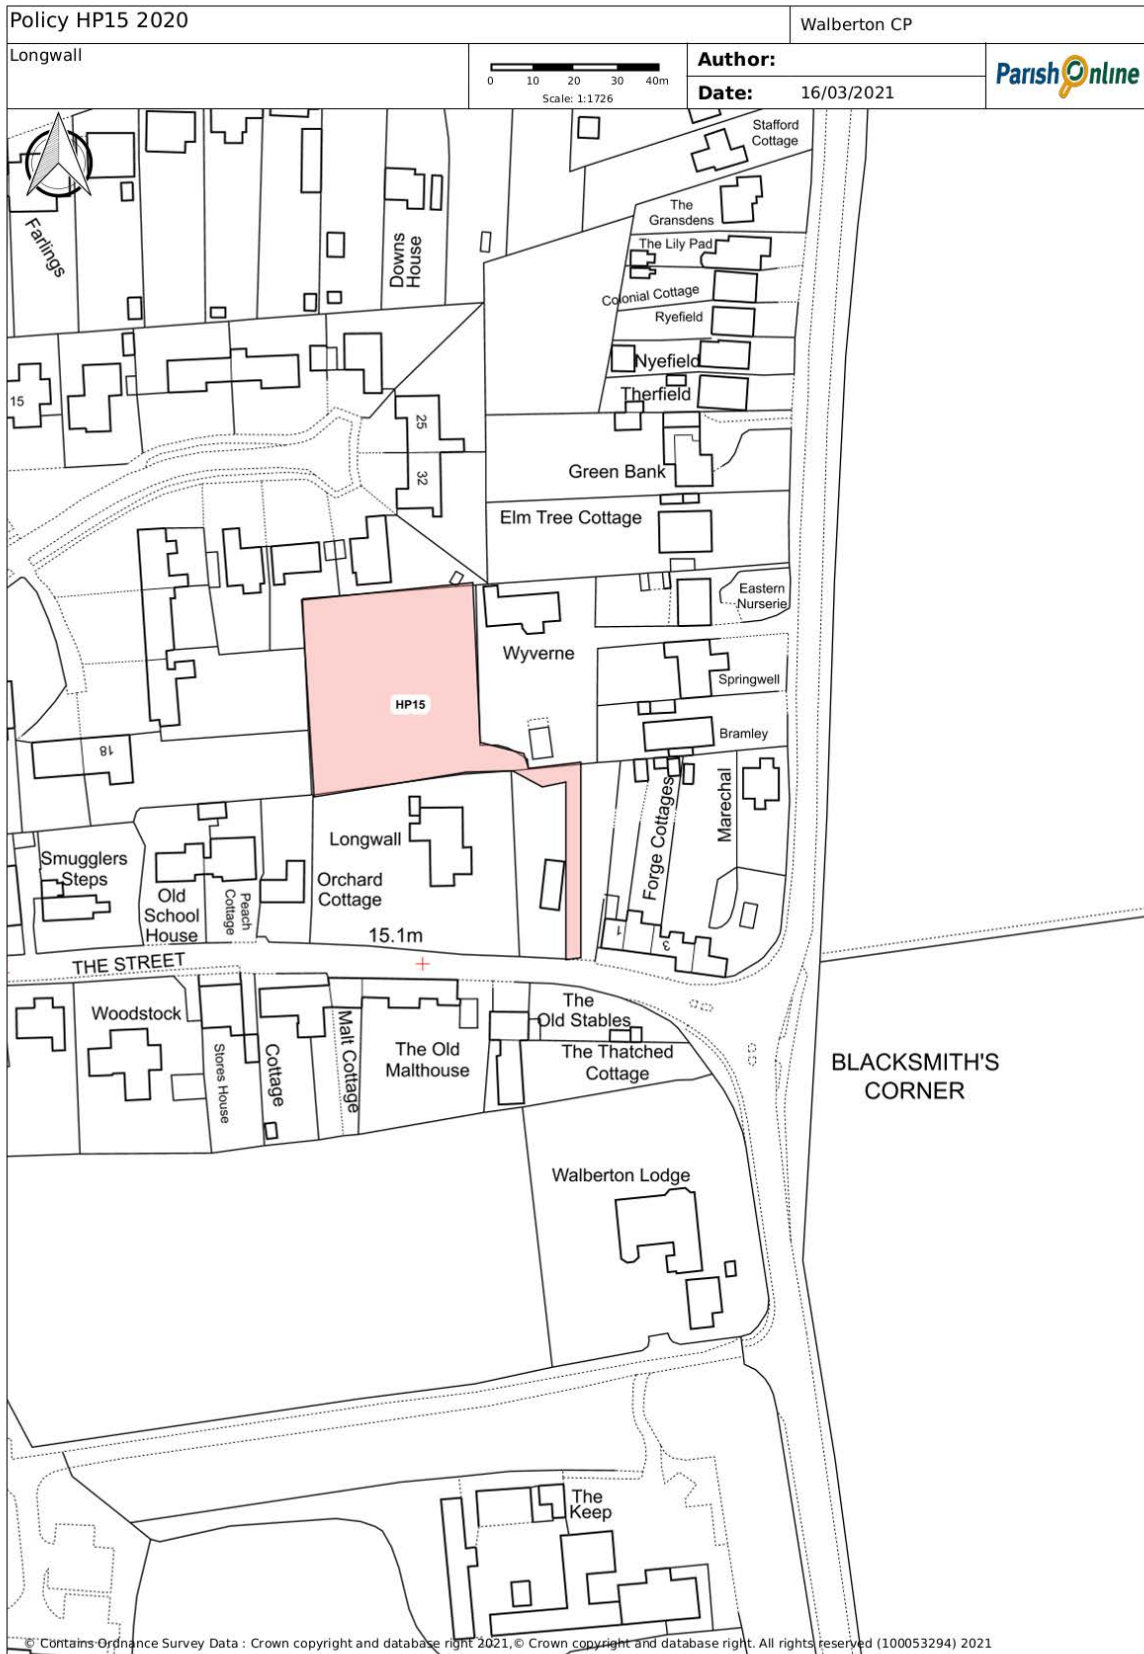 Policy HP15 2020
Walberton CP
Longwall
0 10 20 30 40m
Scale: 1:1726
Author:
Date: 16/03/2021
Parish Online
Stafford
Cottage
The
Gransdens
Farlings
Downs
House
The Lily Pad
Colonial Cottage
Ryefield
Nyefield
Therfield
15
25
32
Green Bank
Elm Tree Cottage
Eastern
Nurserie
Wyverne
Springwell
HP15
Bramley
18
Marechal
Forge Cottages
Longwall
Smugglers
Steps
Orchard
Cottage
Old
School
House
Peach
Cottage
1
3
15.1m
THE STREET
Woodstock
The
Old Stables
Stores House
Cottage
Malt Cottage
The Old
Malthouse
The Thatched
Cottage
BLACKSMITH'S
CORNER
Walberton Lodge
The
Keep
© Contains Ordnance Survey Data : Crown copyright and database right 2021,© Crown copyright and database right. All rights reserved (100053294) 2021